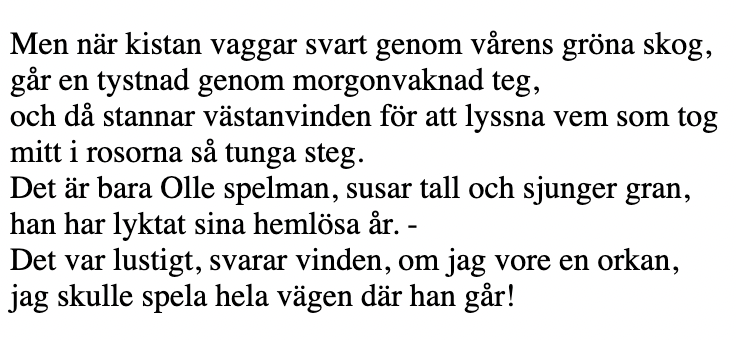 Men när kistan vaggar svart genom vårens gröna skog,
går en tystnad genom morgonvaknad teg,
och då stannar västanvinden för att lyssna vem som tog
mitt i rosorna så tunga steg.
Det är bara Olle spelman, susar tall och sjunger gran,
han har lyktat sina hemlösa år. -
Det var lustigt, svarar vinden, om jag vore en orkan,
jag skulle spela hela vägen där han går!